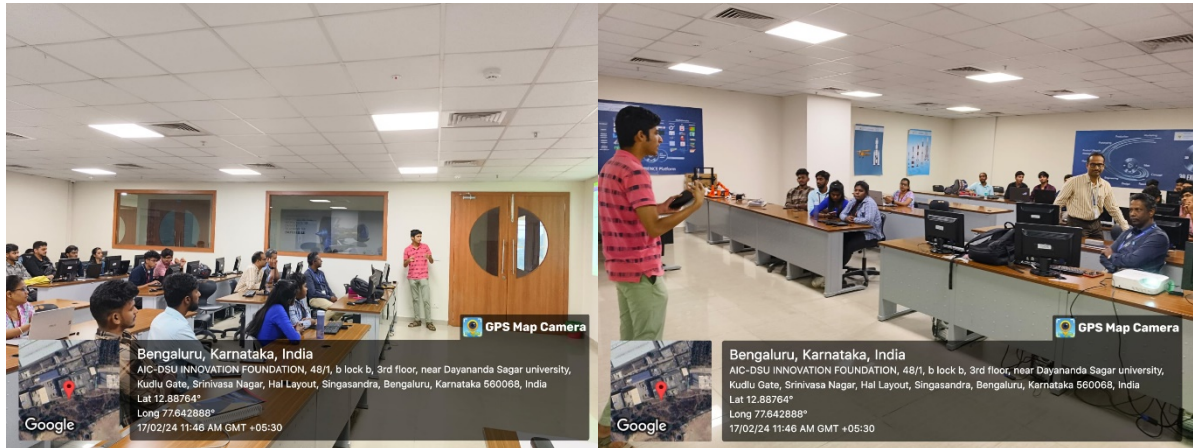 GPS Map Camera
Bengaluru, Karnataka, India
AIC-DSU INNOVATION FOUNDATION, 48/1, b lock b, 3rd floor, near Dayananda Sagar university,
Kudlu Gate, Srinivasa Nagar, Hal Layout, Singasandra, Bengaluru, Karnataka 560068, India
Lat 12.88764°
Long 77.642888°
17/02/24 11:46 AM GMT +05:30
Google
GPS Map Camera
Bengaluru, Karnataka, India
AIC-DSU INNOVATION FOUNDATION, 48/1, b lock b, 3rd floor, near Dayananda Sagar university,
Kudlu Gate, Srinivasa Nagar, Hal Layout, Singasandra, Bengaluru, Karnataka 560068, India
Lat 12.88764°
Long 77.642888°
17/02/24 11:46 AM GMT +05:30
Google